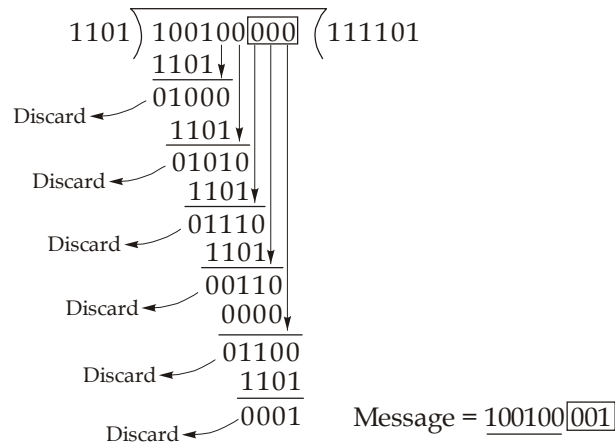 1101 100100 000 111101
1101
Discard 01000
1101
Discard 01010
1101
Discard 01110
1101
Discard 00110
0000
Discard 01100
1101
Discard 0001
Message = 100100 001